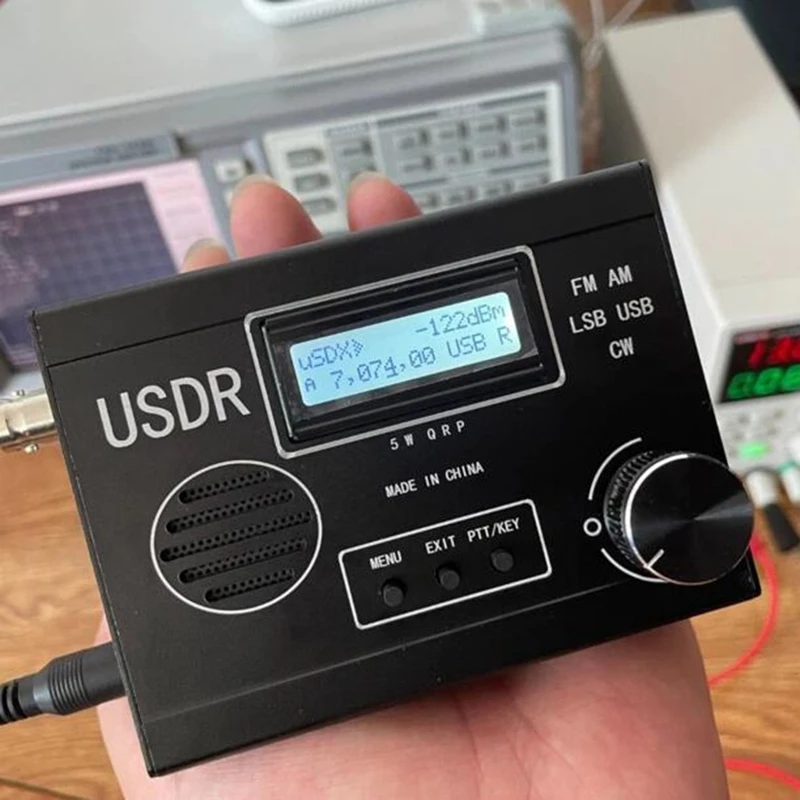 USDR
uSDX -122dBm
A 7,074,00 USB R
5W QRP
MADE IN CHINA
FM AM
LSB USB
CW
MENU EXIT PTT/KEY